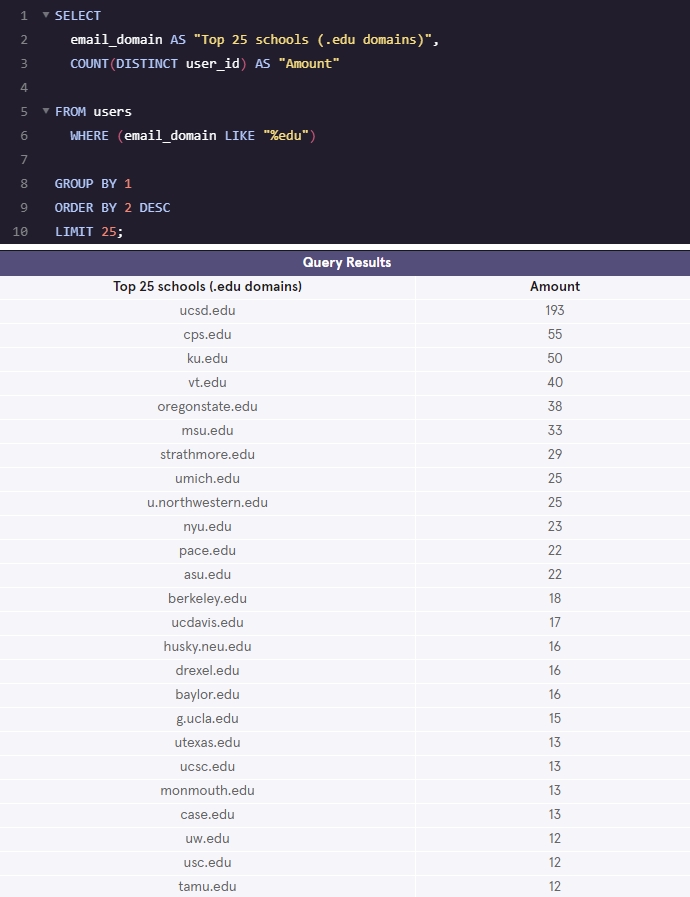 1 SELECT
2 email_domain AS "Top 25 schools (.edu domains)",
3 COUNT(DISTINCT user_id) AS "Amount"
4
5 FROM users
6 WHERE (email_domain LIKE "%edu")
7
8 GROUP BY 1
9 ORDER BY 2 DESC
10 LIMIT 25;
Query Results
Top 25 schools (.edu domains) Amount
ucsd.edu 193
cps.edu 55
ku.edu 50
vt.edu 40
oregonstate.edu 38
msu.edu 33
strathmore.edu 29
umich.edu 25
u.northwestern.edu 25
nyu.edu 23
pace.edu 22
asu.edu 22
berkeley.edu 18
ucdavis.edu 17
husky.neu.edu 16
drexel.edu 16
baylor.edu 16
g.ucla.edu 15
utexas.edu 13
ucsc.edu 13
monmouth.edu 13
case.edu 13
uw.edu 12
usc.edu 12
tamu.edu 12